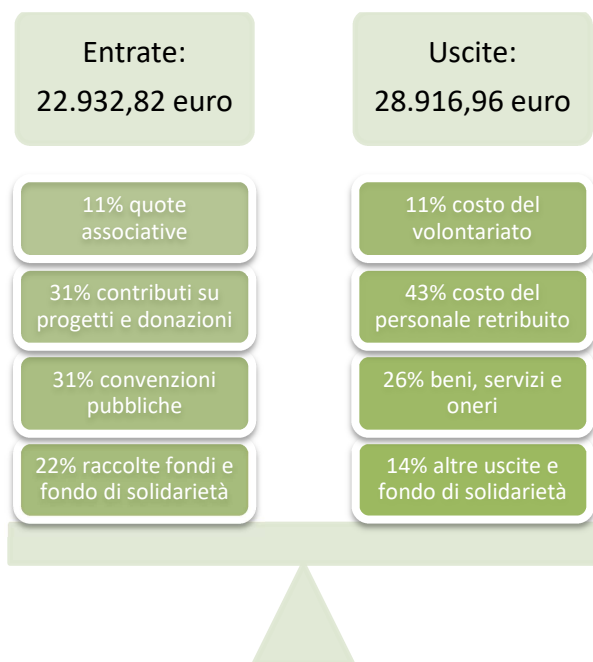 Entrate:
22.932,82 euro
11% quote
associative
31% contributi su
progetti e donazioni
31% convenzioni
pubbliche
22% raccolte fondi e
fondo di solidarietà
Uscite:
28.916,96 euro
11% costo del
volontariato
43% costo del
personale retribuito
26% beni, servizi e
oneri
14% altre uscite e
fondo di solidarietà